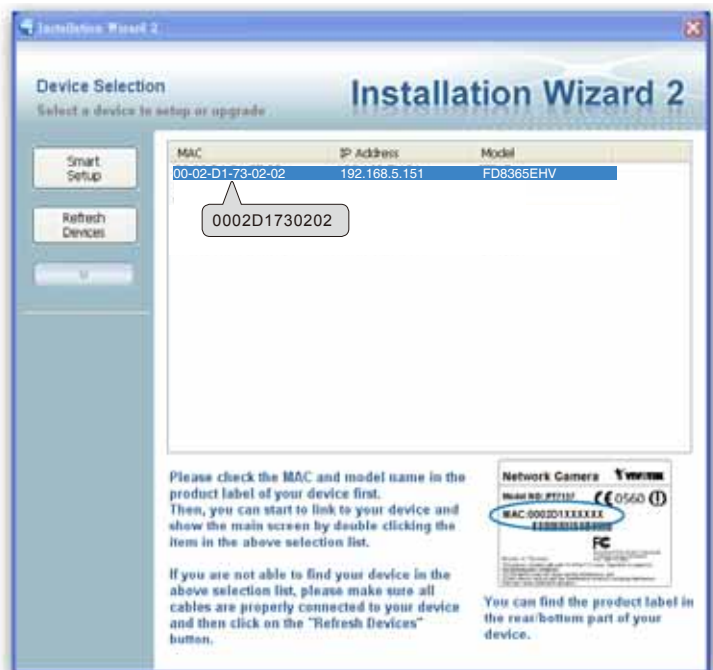 Installation Wizard 2
Device Selection
Select a device to setup or upgrade
Installation Wizard 2
Smart
Setup
Refresh
Devices
MAC IP Address Model
00-02-D1-73-02-02 192.168.5.151 FD8365EHV
0002D1730202
Please check the MAC and model name in the
product label of your device first.
Then, you can start to link to your device and
show the main screen by double clicking the
item in the above selection list.
If you are not able to find your device in the
above selection list, please make sure all
cables are properly connected to your device
and then click on the "Refresh Devices"
button.
Network Camera VIVOTEK
Model NO: PT7137 CE0560
MAC:0002D1XXXXXX
FC
You can find the product label in
the rear/bottom part of your
device.